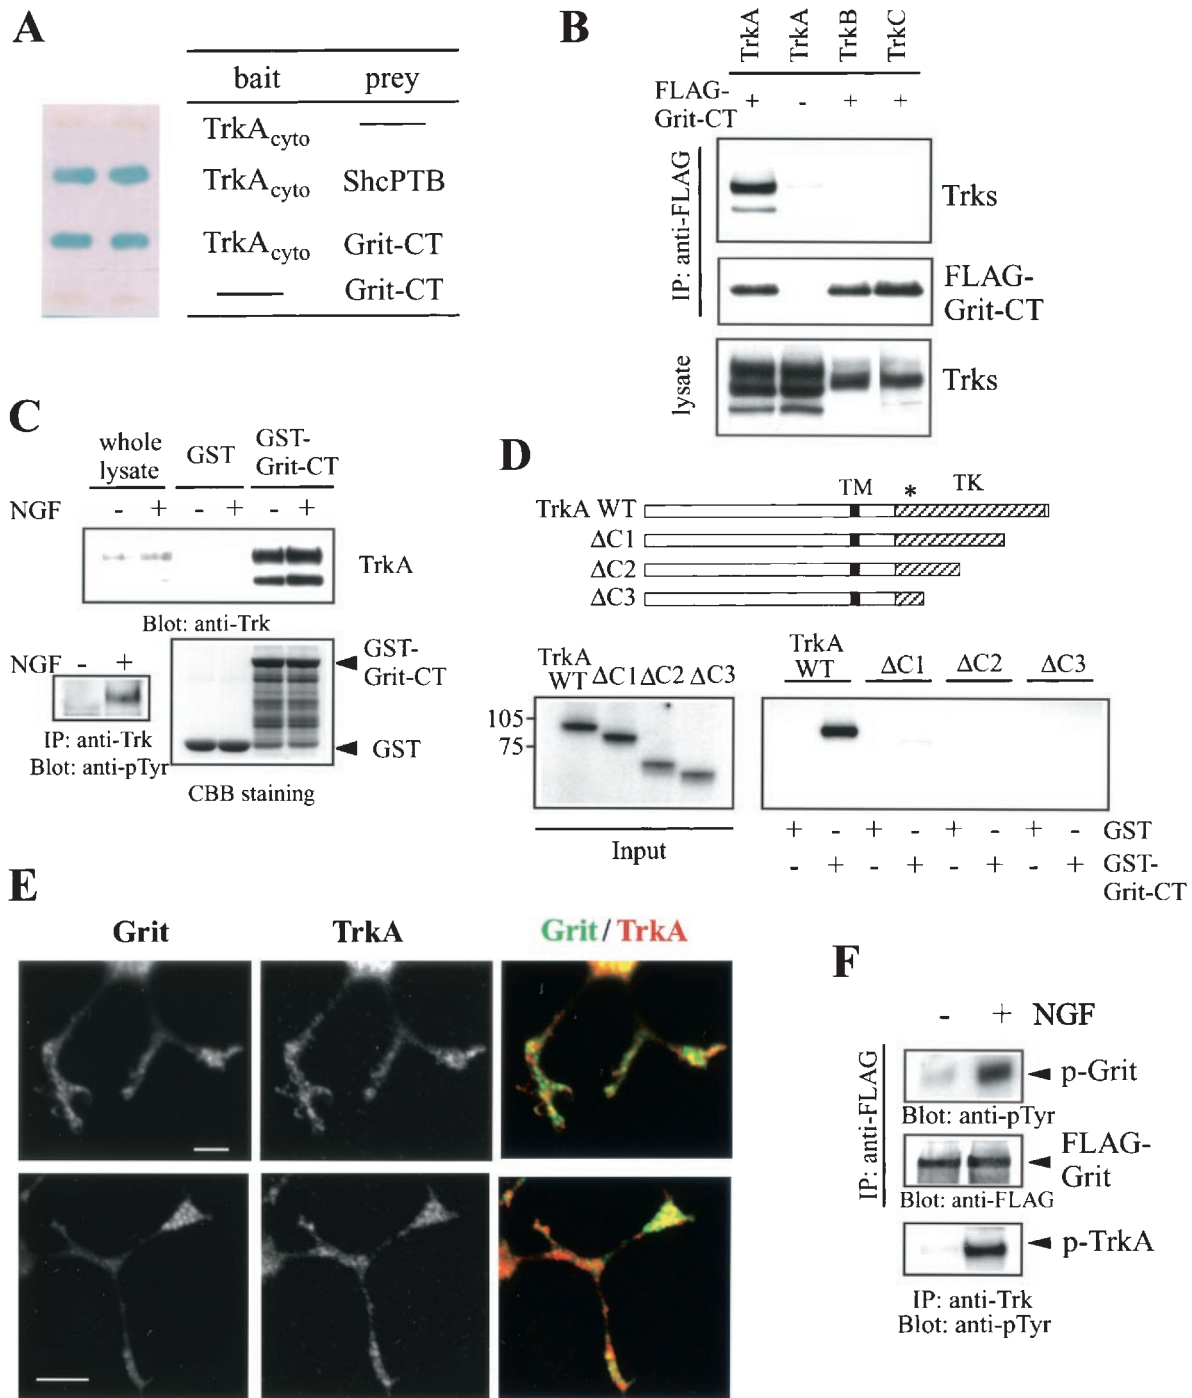 A
bait prey
TrkAcyto —
TrkAcyto ShcPTB
TrkAcyto Grit-CT
— Grit-CT
B
TrkA TrkA TrkB TrkC
FLAG-
Grit-CT
+ - + +
IP: anti-FLAG
Trks
FLAG-
Grit-CT
lysate
Trks
C
whole
lysate
GST
GST-
Grit-CT
NGF - + - + - +
TrkA
Blot: anti-Trk
NGF - +
IP: anti-Trk
Blot: anti-pTyr
GST-
Grit-CT
GST
CBB staining
D
TM * TK
TrkA WT
ΔC1
ΔC2
ΔC3
TrkA
WT ΔC1 ΔC2 ΔC3
105
75
Input
TrkA
WT ΔC1 ΔC2 ΔC3
+ - + - + - + - GST
- + - + - + - + GST-
Grit-CT
E
Grit TrkA Grit / TrkA
F
- + NGF
IP: anti-FLAG
p-Grit
Blot: anti-pTyr
FLAG-
Grit
Blot: anti-FLAG
p-TrkA
IP: anti-Trk
Blot: anti-pTyr